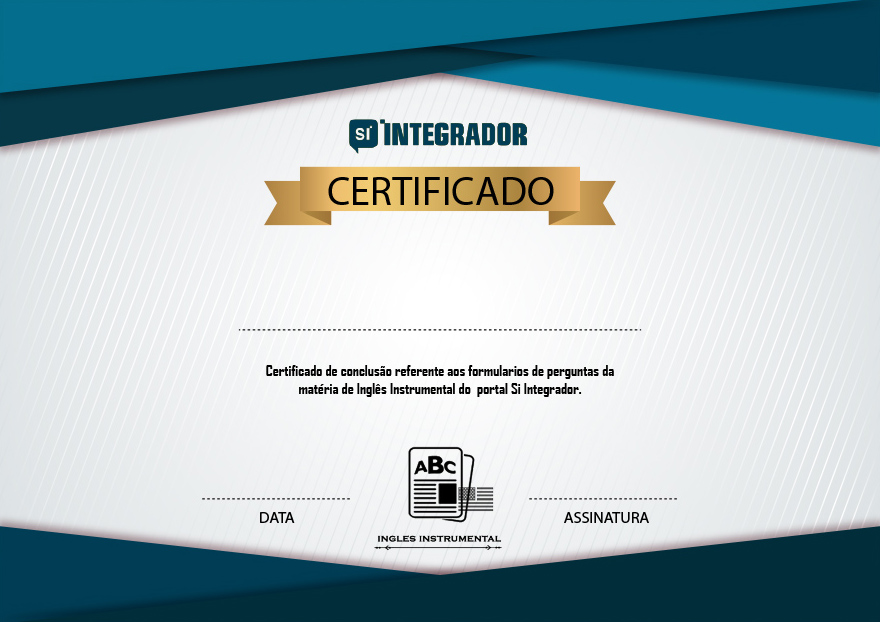 SI INTEGRADOR
CERTIFICADO
Certificado de conclusão referente aos formularios de perguntas da
matéria de Inglês Instrumental do portal Si Integrador.
ABC
DATA
ASSINATURA
INGLES INSTRUMENTAL